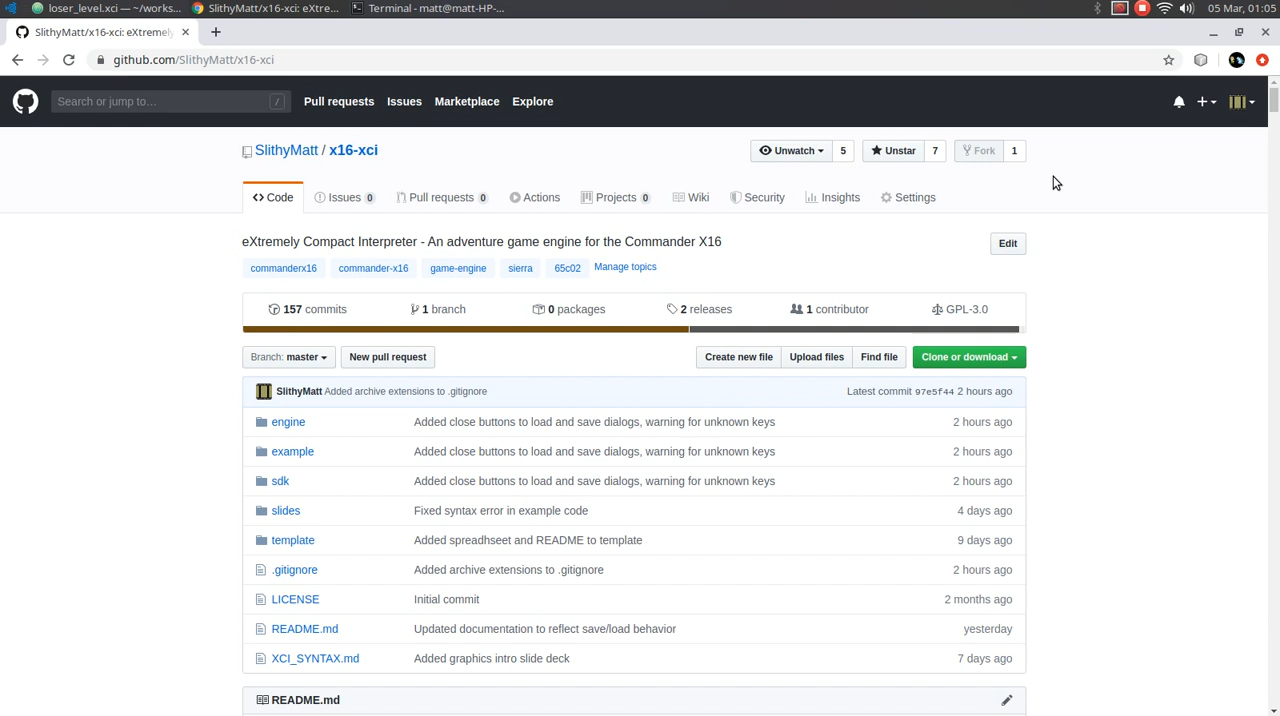 loser_level.xci — ~/works...
SlithyMatt/x16-xci: eXtre...
Terminal - matt@matt-HP-...
05 Mar, 01:05
SlithyMatt/x16-xci: eXtremely
github.com/SlithyMatt/x16-xci
Search or jump to…
/
Pull requests
Issues
Marketplace
Explore
SlithyMatt / x16-xci
Unwatch 5
Unstar 7
Fork 1
Code
Issues 0
Pull requests 0
Actions
Projects 0
Wiki
Security
Insights
Settings
eXtremely Compact Interpreter - An adventure game engine for the Commander X16
Edit
commanderx16 commander-x16 game-engine sierra 65c02 Manage topics
157 commits
1 branch
0 packages
2 releases
1 contributor
GPL-3.0
Branch: master
New pull request
Create new file
Upload files
Find file
Clone or download
SlithyMatt Added archive extensions to .gitignore
Latest commit 97e5f44 2 hours ago
engine Added close buttons to load and save dialogs, warning for unknown keys 2 hours ago
example Added close buttons to load and save dialogs, warning for unknown keys 2 hours ago
sdk Added close buttons to load and save dialogs, warning for unknown keys 2 hours ago
slides Fixed syntax error in example code 4 days ago
template Added spreadhseet and README to template 9 days ago
.gitignore Added archive extensions to .gitignore 2 hours ago
LICENSE Initial commit 2 months ago
README.md Updated documentation to reflect save/load behavior yesterday
XCI_SYNTAX.md Added graphics intro slide deck 7 days ago
README.md